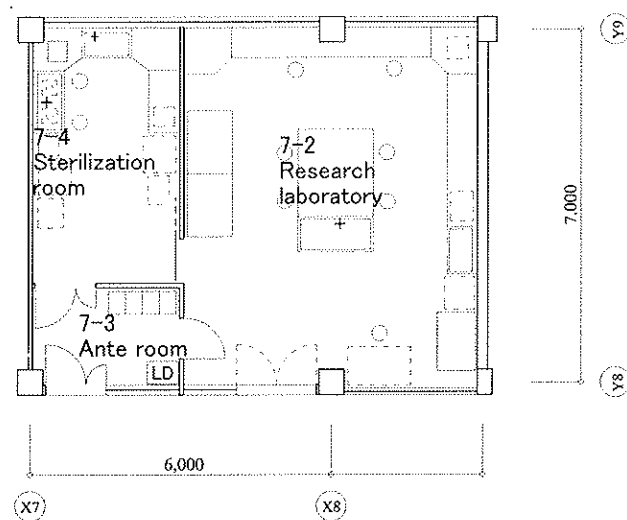 Y9
7-4
Sterilization
room
7-2
Research
laboratory
7,000
7-3
Ante room
LD
Y8
6,000
X7
X8